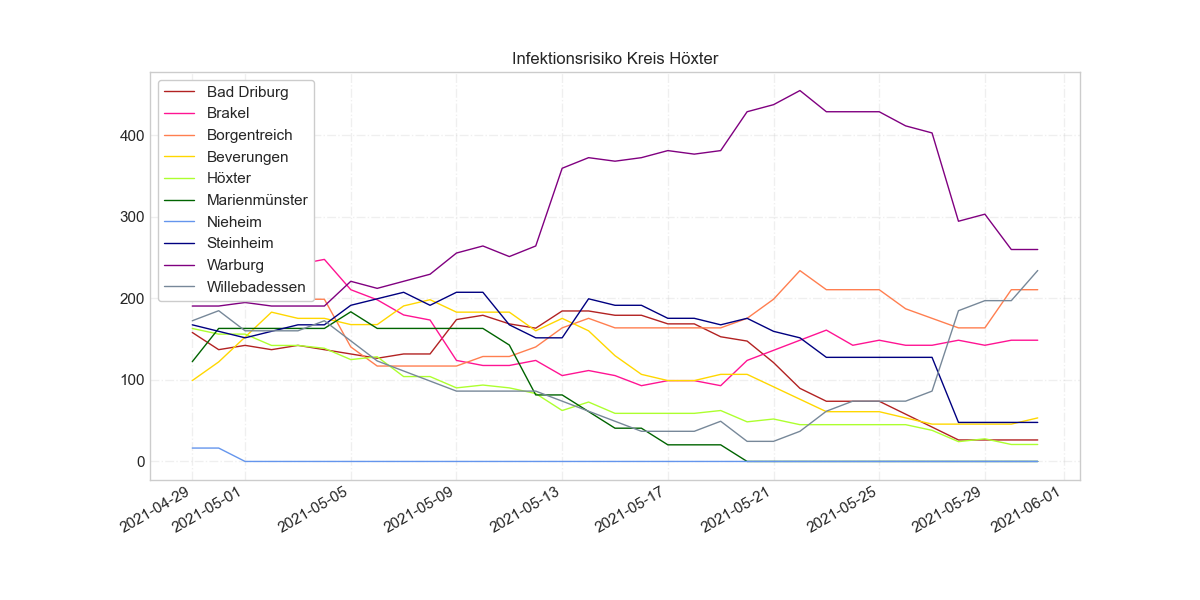 Infektionsrisiko Kreis Höxter
Bad Driburg
Brakel
Borgentreich
Beverungen
Höxter
Marienmünster
Nieheim
Steinheim
Warburg
Willebadessen
400
300
200
100
0
2021-04-29
2021-05-01
2021-05-05
2021-05-09
2021-05-13
2021-05-17
2021-05-21
2021-05-25
2021-05-29
2021-06-01